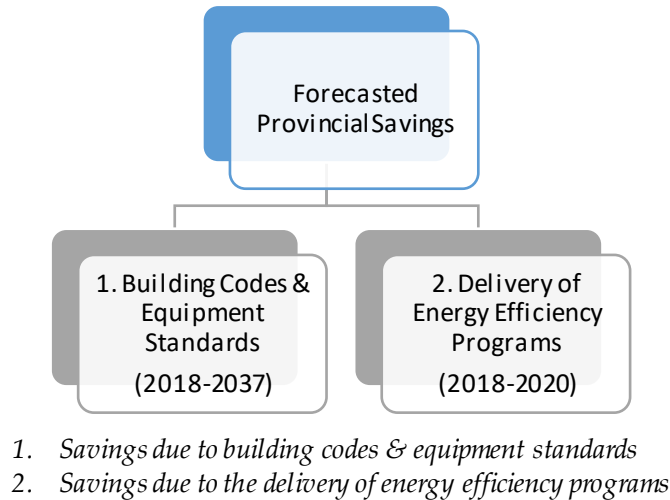 Forecasted
Provincial Savings
1. Building Codes &
Equipment
Standards
(2018-2037)
2. Delivery of
Energy Efficiency
Programs
(2018-2020)
1. Savings due to building codes & equipment standards
2. Savings due to the delivery of energy efficiency programs